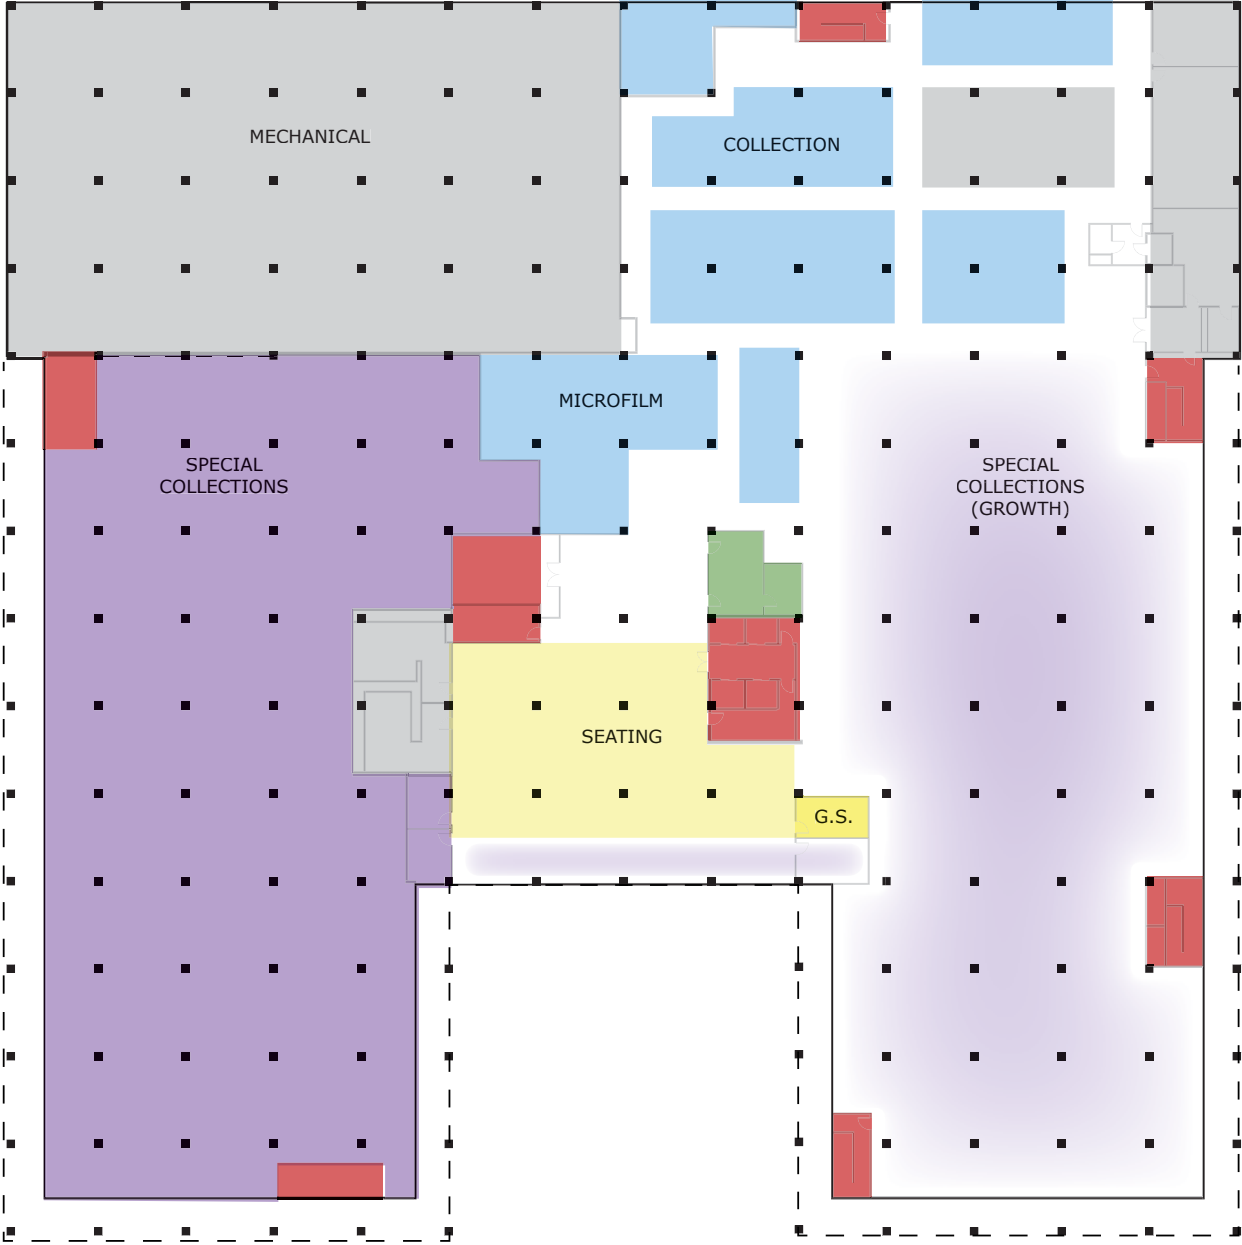 MECHANICAL
COLLECTION
MICROFILM
SPECIAL
COLLECTIONS
SPECIAL
COLLECTIONS
(GROWTH)
SEATING
G.S.